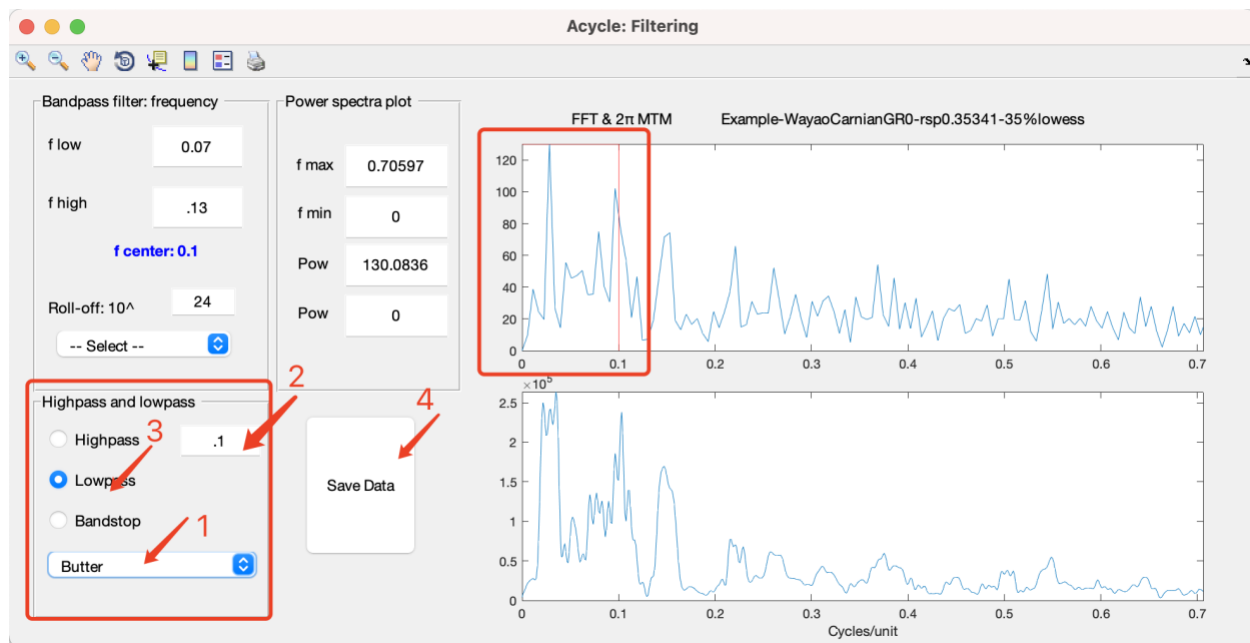 Acycle: Filtering
Bandpass filter: frequency
f low
0.07
f high
.13
f center: 0.1
Roll-off: 10^
24
-- Select --
Power spectra plot
f max
0.70597
f min
0
Pow
130.0836
Pow
0
Highpass and lowpass
2
Highpass
3
.1
Lowpass
Bandstop
1
Butter
4
Save Data
FFT & 2π MTM
Example-WayaoCarnianGR0-rsp0.35341-35%lowess
120
100
80
60
40
20
0
0 0.1 0.2 0.3 0.4 0.5 0.6 0.7
×10⁵
2.5
2
1.5
1
0.5
0
0 0.1 0.2 0.3 0.4 0.5 0.6 0.7
Cycles/unit